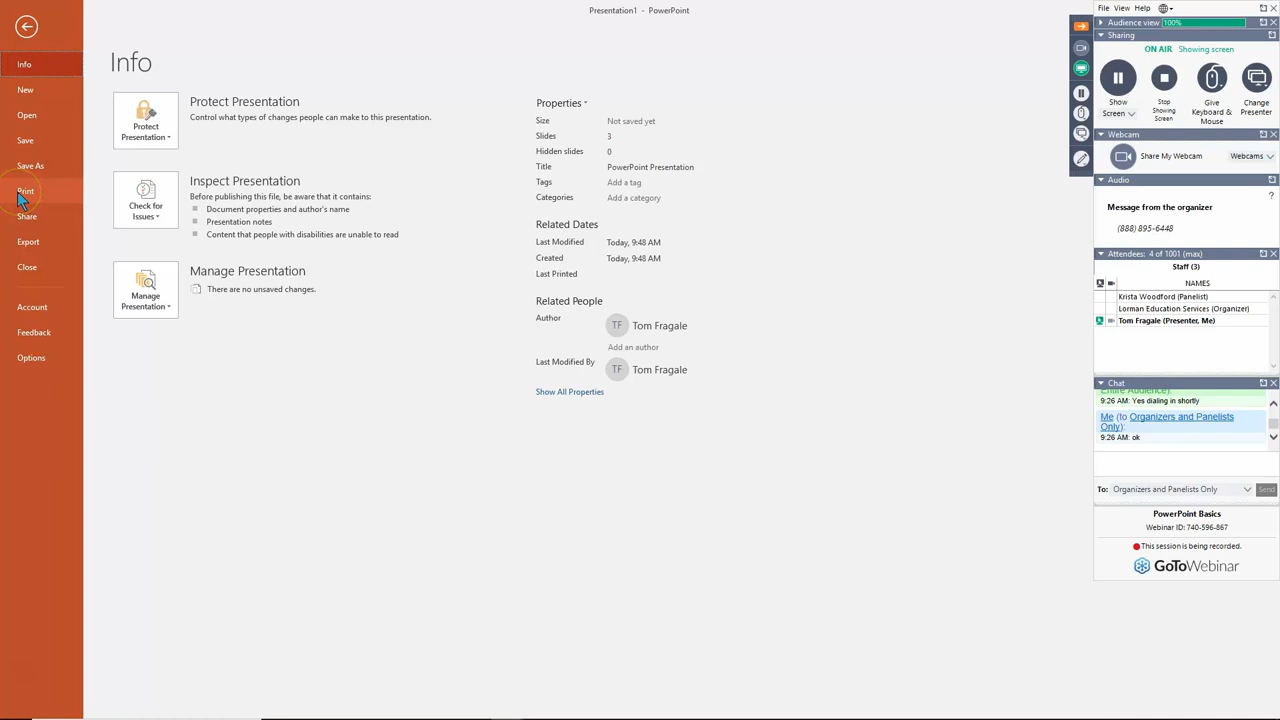 Presentation1 - PowerPoint
Info
New
Open
Save
Save As
Print
Share
Export
Close
Account
Feedback
Options
Info
Protect Presentation
Protect Presentation
Control what types of changes people can make to this presentation.
Check for Issues
Inspect Presentation
Before publishing this file, be aware that it contains:
Document properties and author's name
Presentation notes
Content that people with disabilities are unable to read
Manage Presentation
Manage Presentation
There are no unsaved changes.
Properties
Size Not saved yet
Slides 3
Hidden slides 0
Title PowerPoint Presentation
Tags Add a tag
Categories Add a category
Related Dates
Last Modified Today, 9:48 AM
Created Today, 9:48 AM
Last Printed
Related People
Author TF Tom Fragale
Add an author
Last Modified By TF Tom Fragale
Show All Properties
File View Help
Audience view 100%
Sharing
ON AIR Showing screen
Show Screen
Stop Showing Screen
Give Keyboard & Mouse
Change Presenter
Webcam
Share My Webcam Webcams
Audio
?
Message from the organizer
(888) 895-6448
Attendees: 4 of 1001 (max)
Staff (3)
NAMES
Krista Woodford (Panelist)
Lorman Education Services (Organizer)
Tom Fragale (Presenter, Me)
Chat
Entire Audience):
9:26 AM: Yes dialing in shortly
Me (to Organizers and Panelists
Only):
9:26 AM: ok
To: Organizers and Panelists Only Send
PowerPoint Basics
Webinar ID: 740-596-867
This session is being recorded.
GoToWebinar